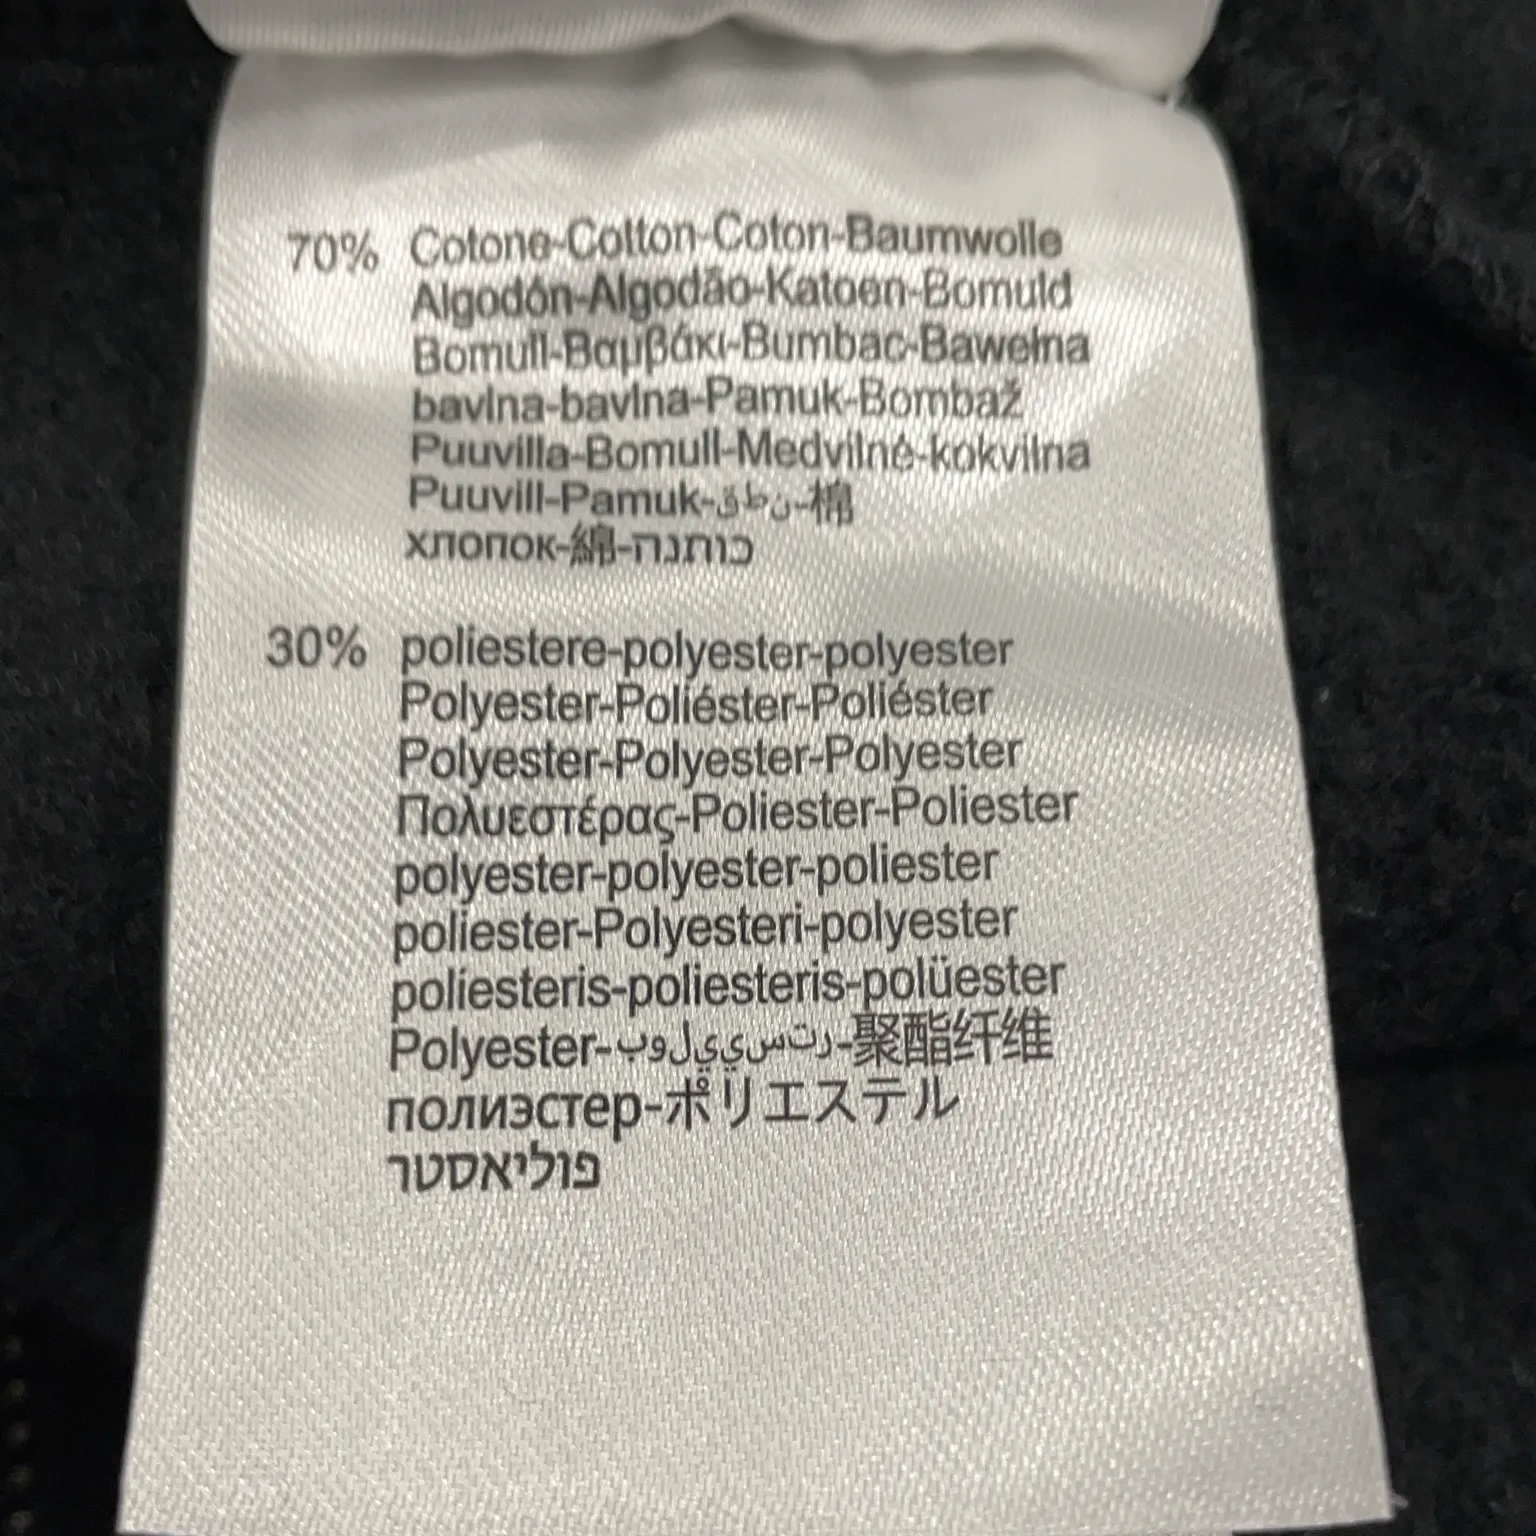 70% Cotone-Cotton-Coton-Baumwolle
Algodón-Algodão-Katoen-Bomuld
Bomull-Βαμβάκι-Bumbac-Bawełna
bavlna-bavlna-Pamuk-Bombaž
Puuvilla-Bomull-Medvilnė-kokvilna
Puuvill-Pamuk-ق ط ن-棉
хлопок-綿-כותנה
30% poliestere-polyester-polyester
Polyester-Poliéster-Poliéster
Polyester-Polyester-Polyester
Πολυεστέρας-Poliester-Poliester
polyester-polyester-poliester
poliester-Polyesteri-polyester
poliesteris-poliesteris-polüester
Polyester-بولييستر-聚酯纤维
полиэстер-ポリエステル
פוליאסטר